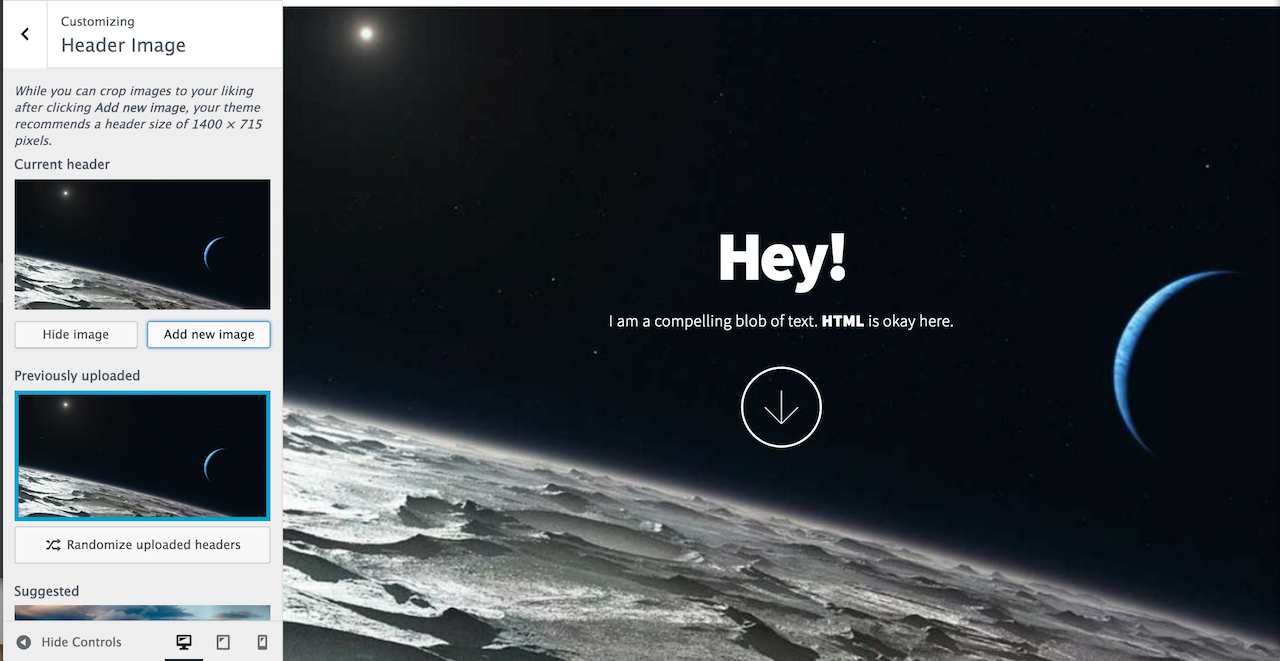 Customizing
Header Image
While you can crop images to your liking
after clicking Add new image, your theme
recommends a header size of 1400 × 715
pixels.
Current header
Hide image
Add new image
Previously uploaded
Randomize uploaded headers
Suggested
Hide Controls
Hey!
I am a compelling blob of text. HTML is okay here.